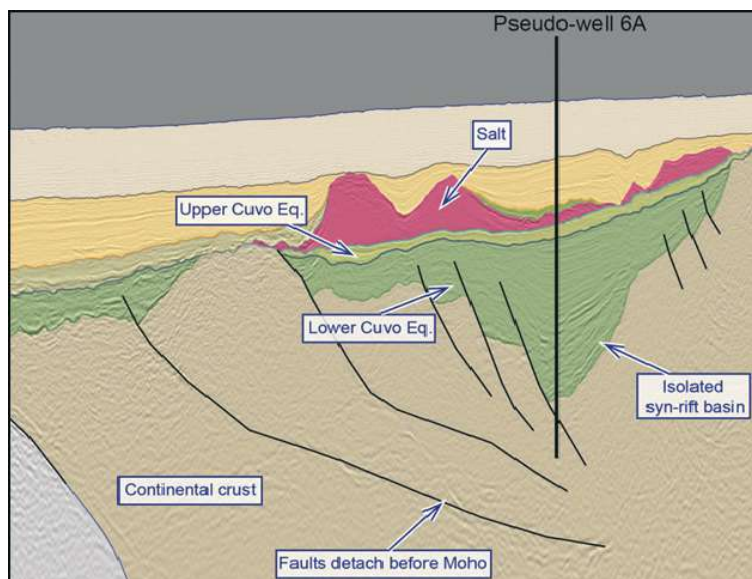 Pseudo-well 6A
Salt
Upper Cuvo Eq.
Lower Cuvo Eq.
Isolated
syn-rift basin
Continental crust
Faults detach before Moho